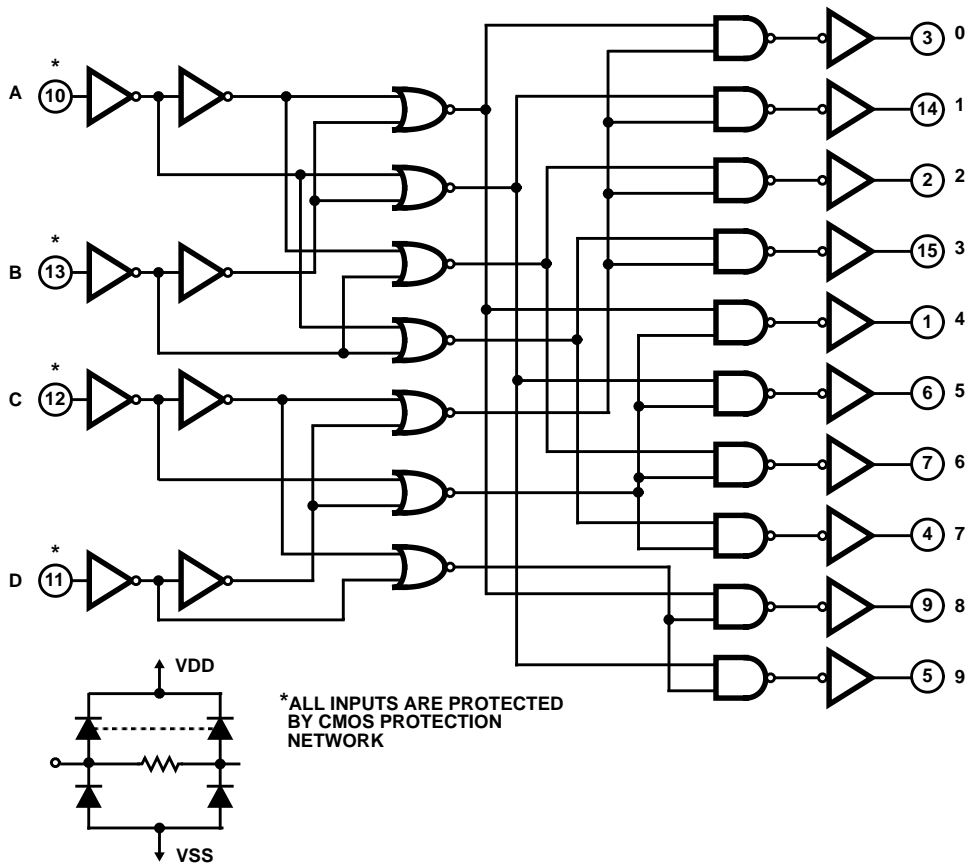 3 0
*
A 10
14 1
2 2
*
B 13
15 3
1 4
*
C 12
6 5
7 6
4 7
*
D 11
9 8
5 9
VDD
*ALL INPUTS ARE PROTECTED
BY CMOS PROTECTION
NETWORK
VSS